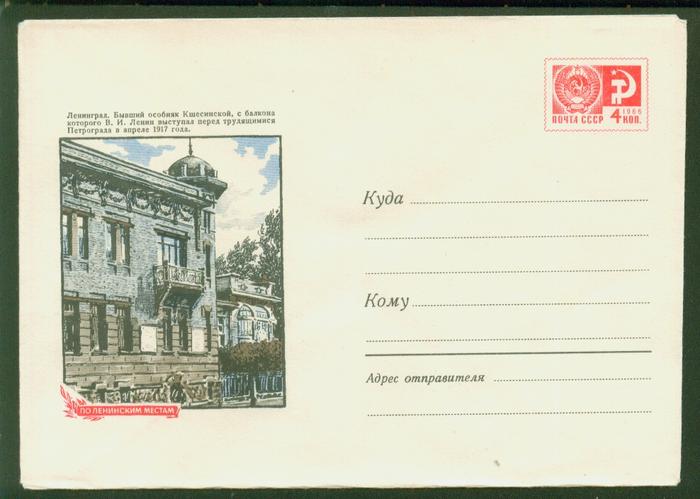 Ленинград. Бывший особняк Кшесинской, с балкона
которого В. И. Ленин выступал перед трудящимися
Петрограда в апреле 1917 года.
ПО ЛЕНИНСКИМ МЕСТАМ
1966
ПОЧТА СССР 4 КОП.
Куда
Кому
Адрес отправителя